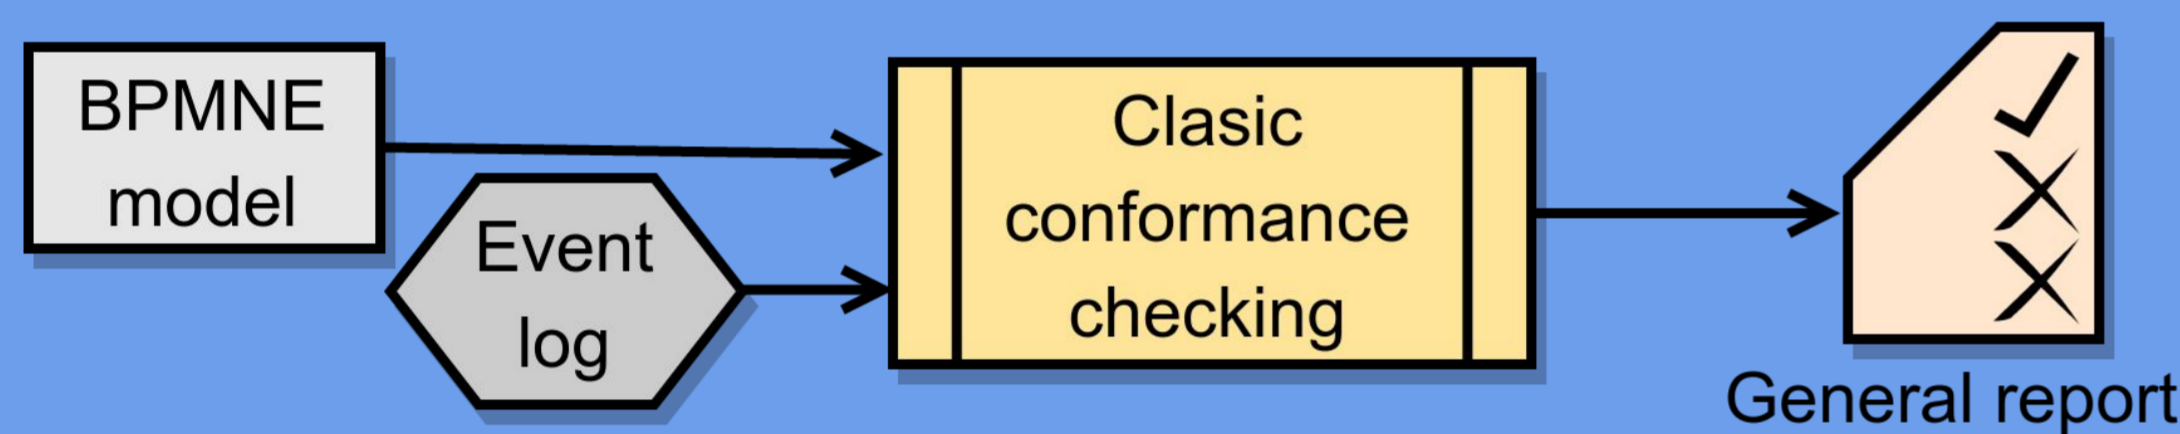 BPMNE
model
Event
log
Clasic
conformance
checking
General report